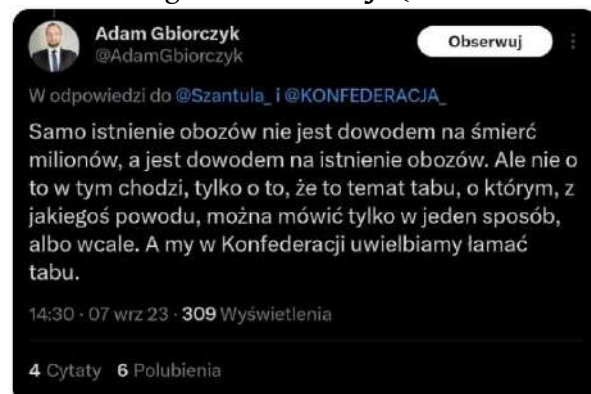 Adam Gbiorczyk
@AdamGbiorczyk
Obserwuj
W odpowiedzi do @Szantula_ i @KONFEDERACJA_
Samo istnienie obozów nie jest dowodem na śmierć
milionów, a jest dowodem na istnienie obozów. Ale nie o
to w tym chodzi, tylko o to, że to temat tabu, o którym, z
jakiegoś powodu, można mówić tylko w jeden sposób,
albo wcale. A my w Konfederacji uwielbiamy łamać
tabu.
14:30 · 07 wrz 23 · 309 Wyświetlenia
4 Cytaty 6 Polubienia